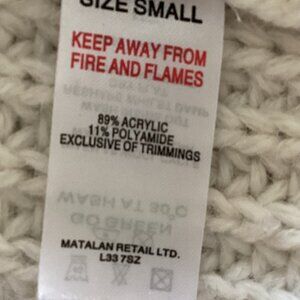 SIZE SMALL
KEEP AWAY FROM
FIRE AND FLAMES
89% ACRYLIC
11% POLYAMIDE
EXCLUSIVE OF TRIMMINGS
MATALAN RETAIL LTD.
L33 7SZ